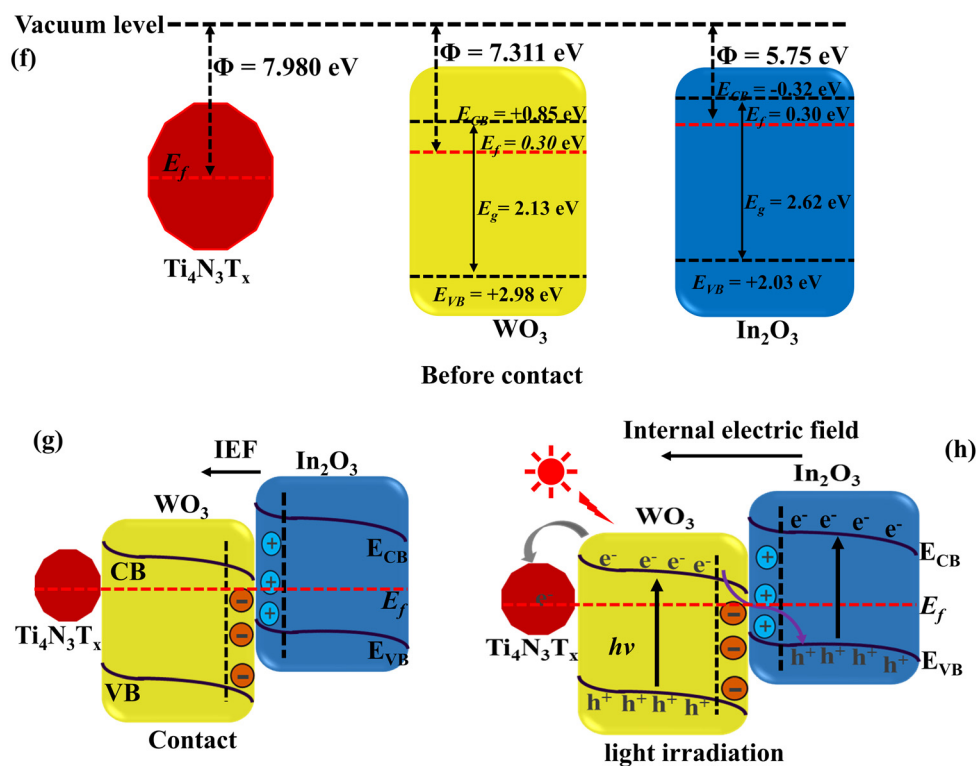 Vacuum level
(f)
Φ = 7.980 eV
Φ = 7.311 eV
Φ = 5.75 eV
E_CB = +0.85 eV
E_CB = -0.32 eV
E_f = 0.30 eV
E_f = 0.30 eV
E_f
E_g = 2.13 eV
E_g = 2.62 eV
Ti₄N₃Tₓ
E_VB = +2.98 eV
E_VB = +2.03 eV
WO₃
In₂O₃
Before contact
(g)
IEF
In₂O₃
WO₃
+
E_CB
CB
+
−
E_f
+
Ti₄N₃Tₓ
−
E_VB
VB
−
Contact
Internal electric field
(h)
In₂O₃
WO₃
e⁻ e⁻ e⁻ e⁻
e⁻ e⁻ e⁻ e⁻
+
E_CB
e⁻
+
−
E_f
+
Ti₄N₃Tₓ
hν
−
h⁺ h⁺ h⁺ h⁺
E_VB
−
h⁺ h⁺ h⁺ h⁺
light irradiation